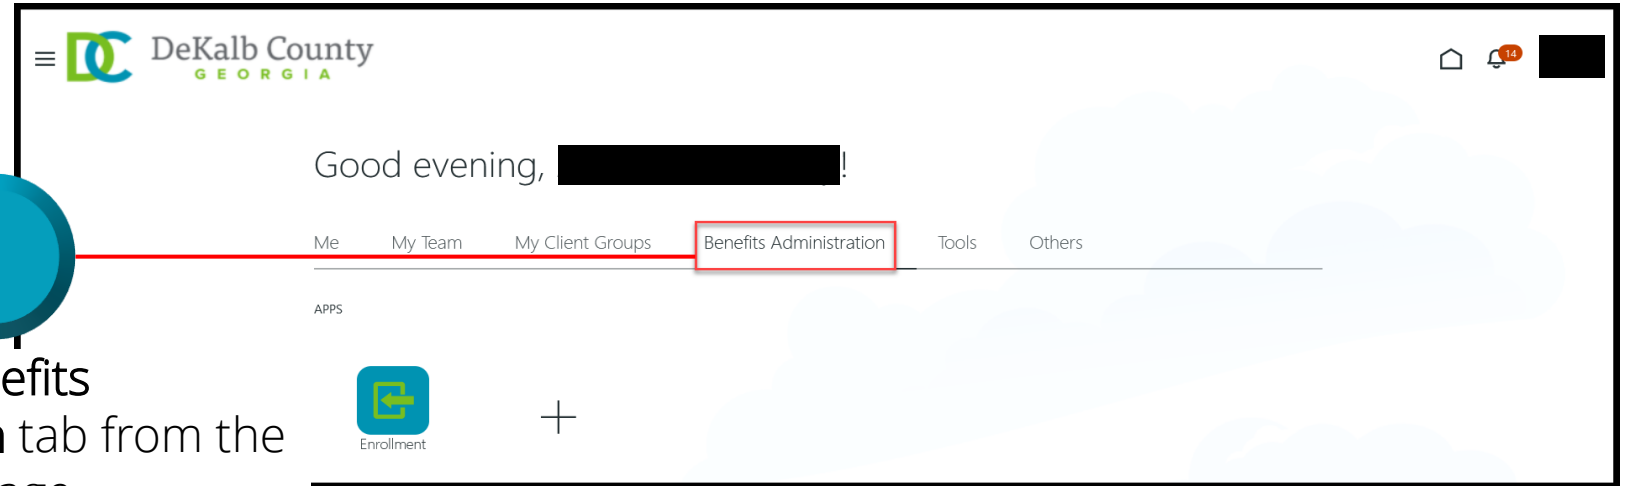 DeKalb County
GEORGIA
14
Good evening, !
Me My Team My Client Groups Benefits Administration Tools Others
APPS
Enrollment
efits
tab from the